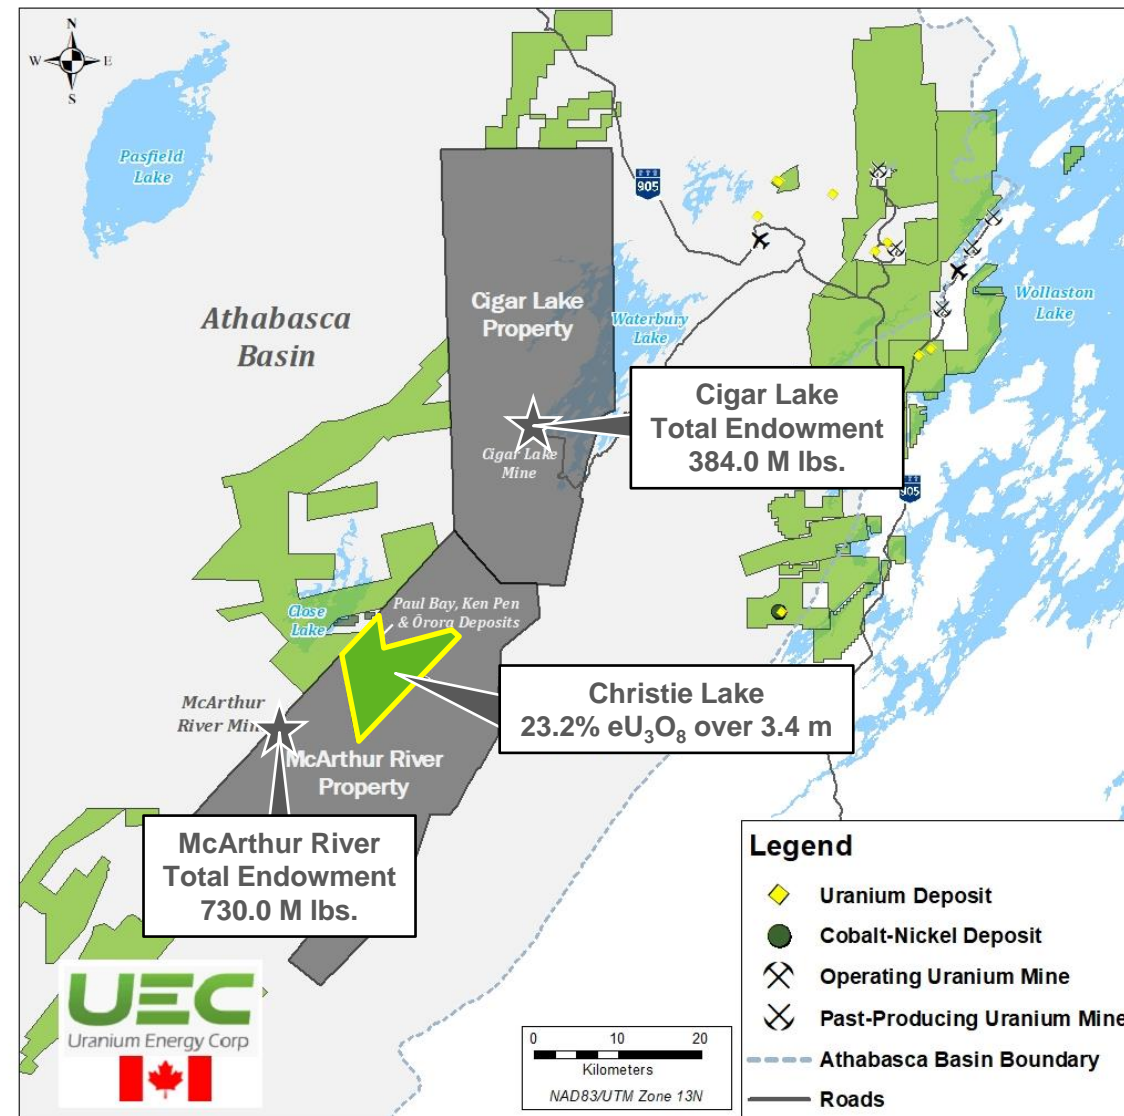 N
W
E
S
Pasfield
Lake
905
Athabasca
Basin
Cigar Lake
Property
Waterbury
Lake
Wollaston
Lake
Cigar Lake
Total Endowment
384.0 M lbs.
Cigar Lake
Mine
905
Paul Bay, Ken Pen
& Ōrora Deposits
Close
Lake
Christie Lake
23.2% eU₃O₈ over 3.4 m
McArthur
River Min
McArthur River
Property
McArthur River
Total Endowment
730.0 M lbs.
UEC
Uranium Energy Corp
0 10 20
Kilometers
NAD83/UTM Zone 13N
Legend
Uranium Deposit
Cobalt-Nickel Deposit
Operating Uranium Mine
Past-Producing Uranium Mine
Athabasca Basin Boundary
Roads